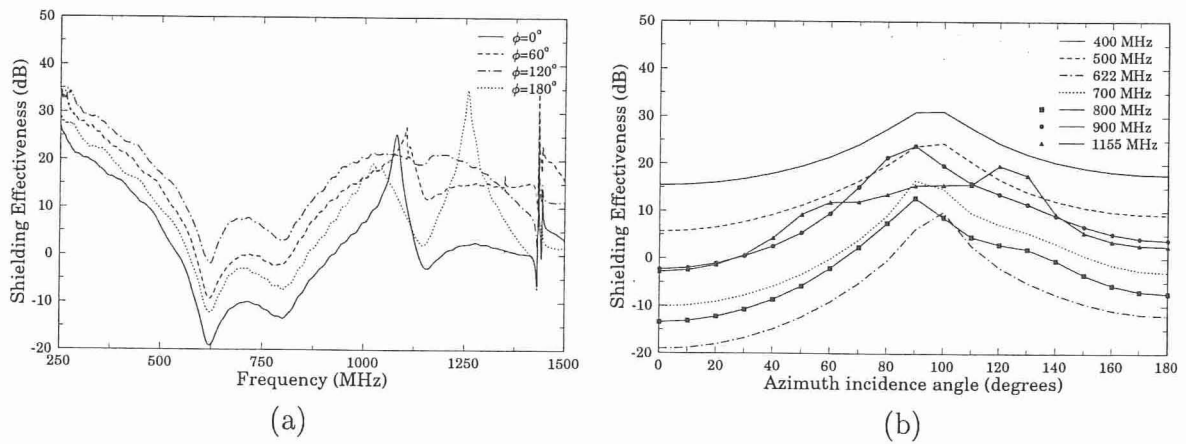 50
40
30
20
10
0
-10
-20
250
500
750
1000
1250
1500
Shielding Effectiveness (dB)
Frequency (MHz)
ϕ=0°
ϕ=60°
ϕ=120°
ϕ=180°
(a)
50
40
30
20
10
0
-10
-20
0
20
40
60
80
100
120
140
160
180
Shielding Effectiveness (dB)
Azimuth incidence angle (degrees)
400 MHz
500 MHz
622 MHz
700 MHz
800 MHz
900 MHz
1155 MHz
(b)